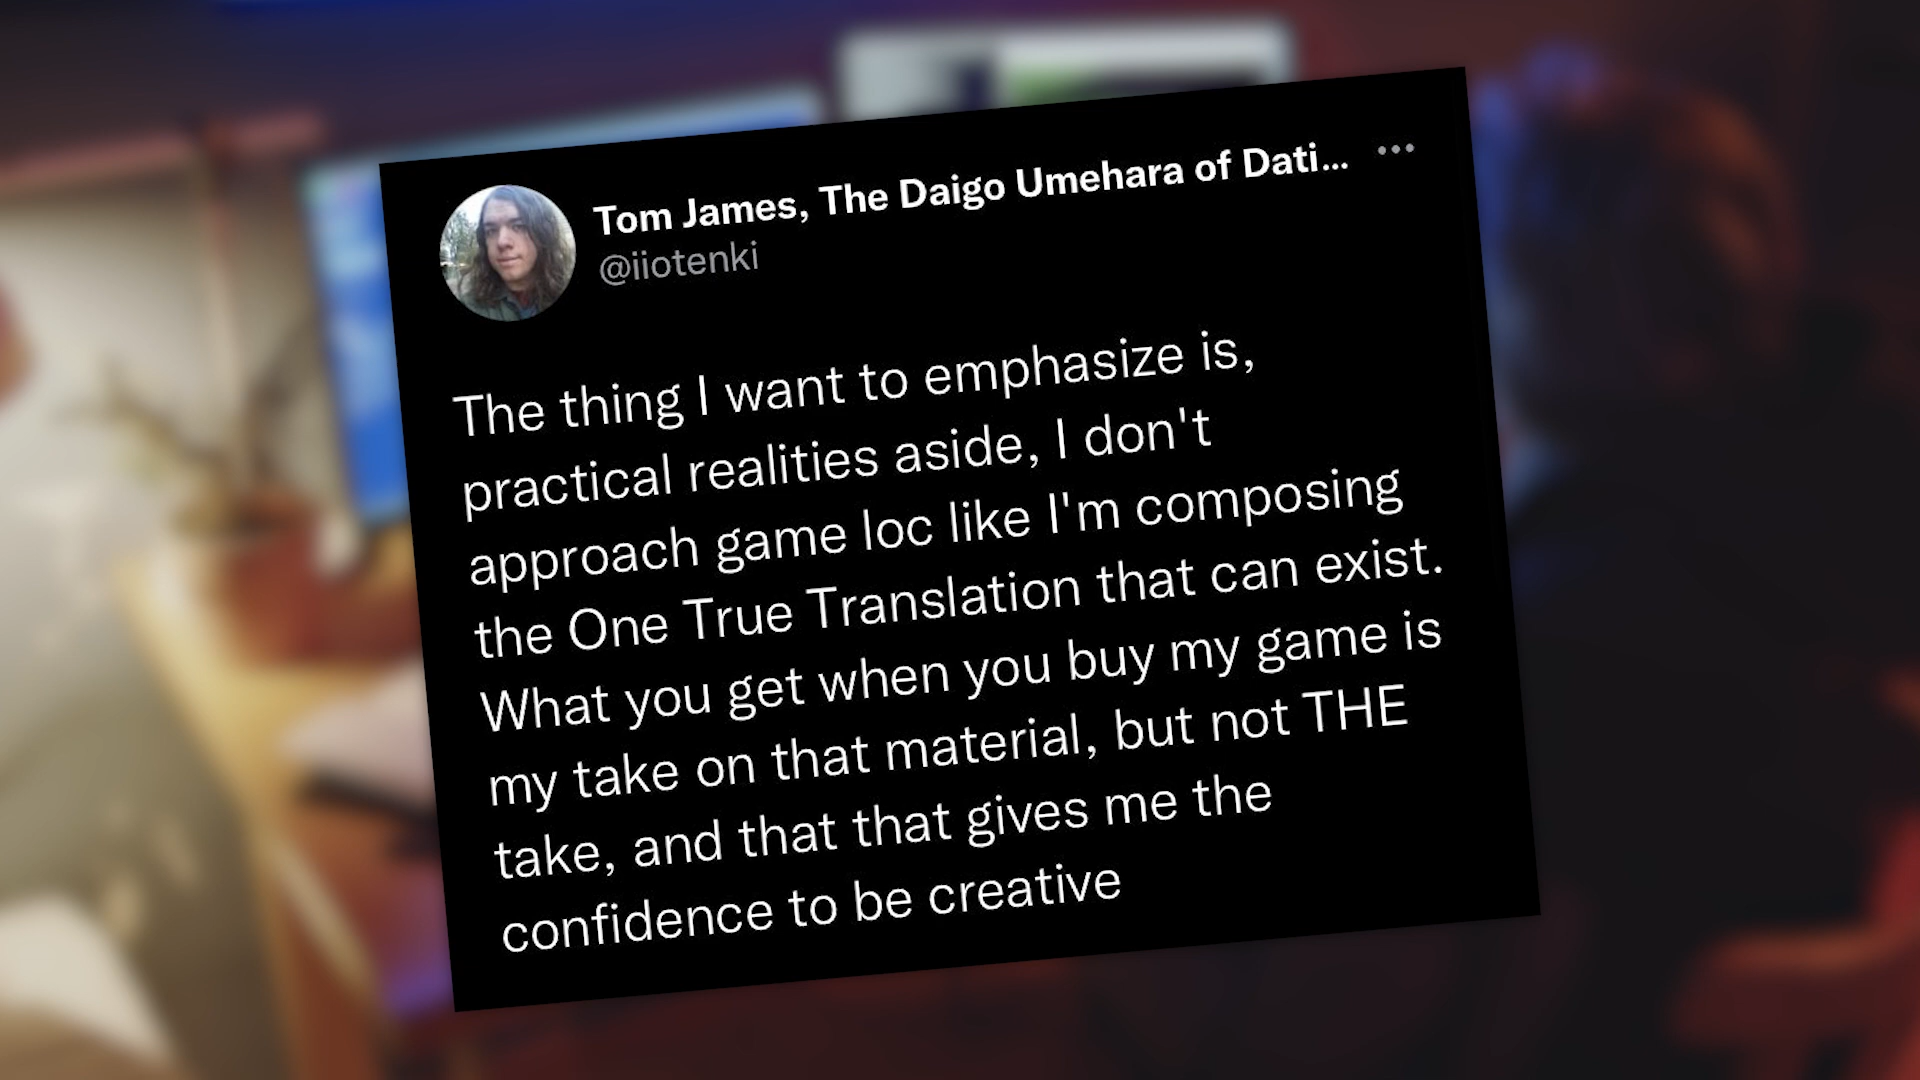 Tom James, The Daigo Umehara of Dati...
@iiotenki
The thing I want to emphasize is,
practical realities aside, I don't
approach game loc like I'm composing
the One True Translation that can exist.
What you get when you buy my game is
my take on that material, but not THE
take, and that that gives me the
confidence to be creative